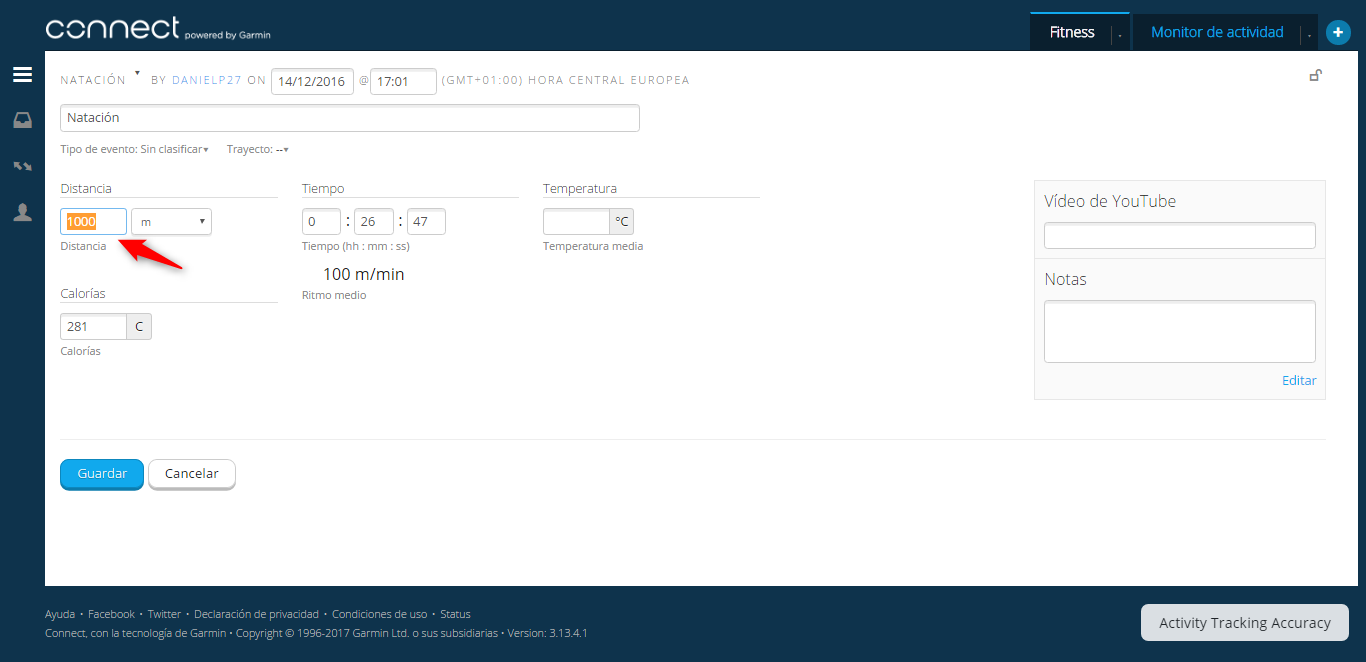 connect powered by Garmin
Fitness
Monitor de actividad
NATACIÓN BY DANIELP27 ON 14/12/2016 @ 17:01 (GMT+01:00) HORA CENTRAL EUROPEA
Natación
Tipo de evento: Sin clasificar Trayecto: --
Distancia
1000 m
Distancia
Tiempo
0 : 26 : 47
Tiempo (hh : mm : ss)
100 m/min
Ritmo medio
Temperatura
°C
Temperatura media
Calorías
281 C
Calorías
Vídeo de YouTube
Notas
Editar
Guardar Cancelar
Ayuda • Facebook • Twitter • Declaración de privacidad • Condiciones de uso • Status
Connect, con la tecnología de Garmin • Copyright © 1996-2017 Garmin Ltd. o sus subsidiarias • Version: 3.13.4.1
Activity Tracking Accuracy